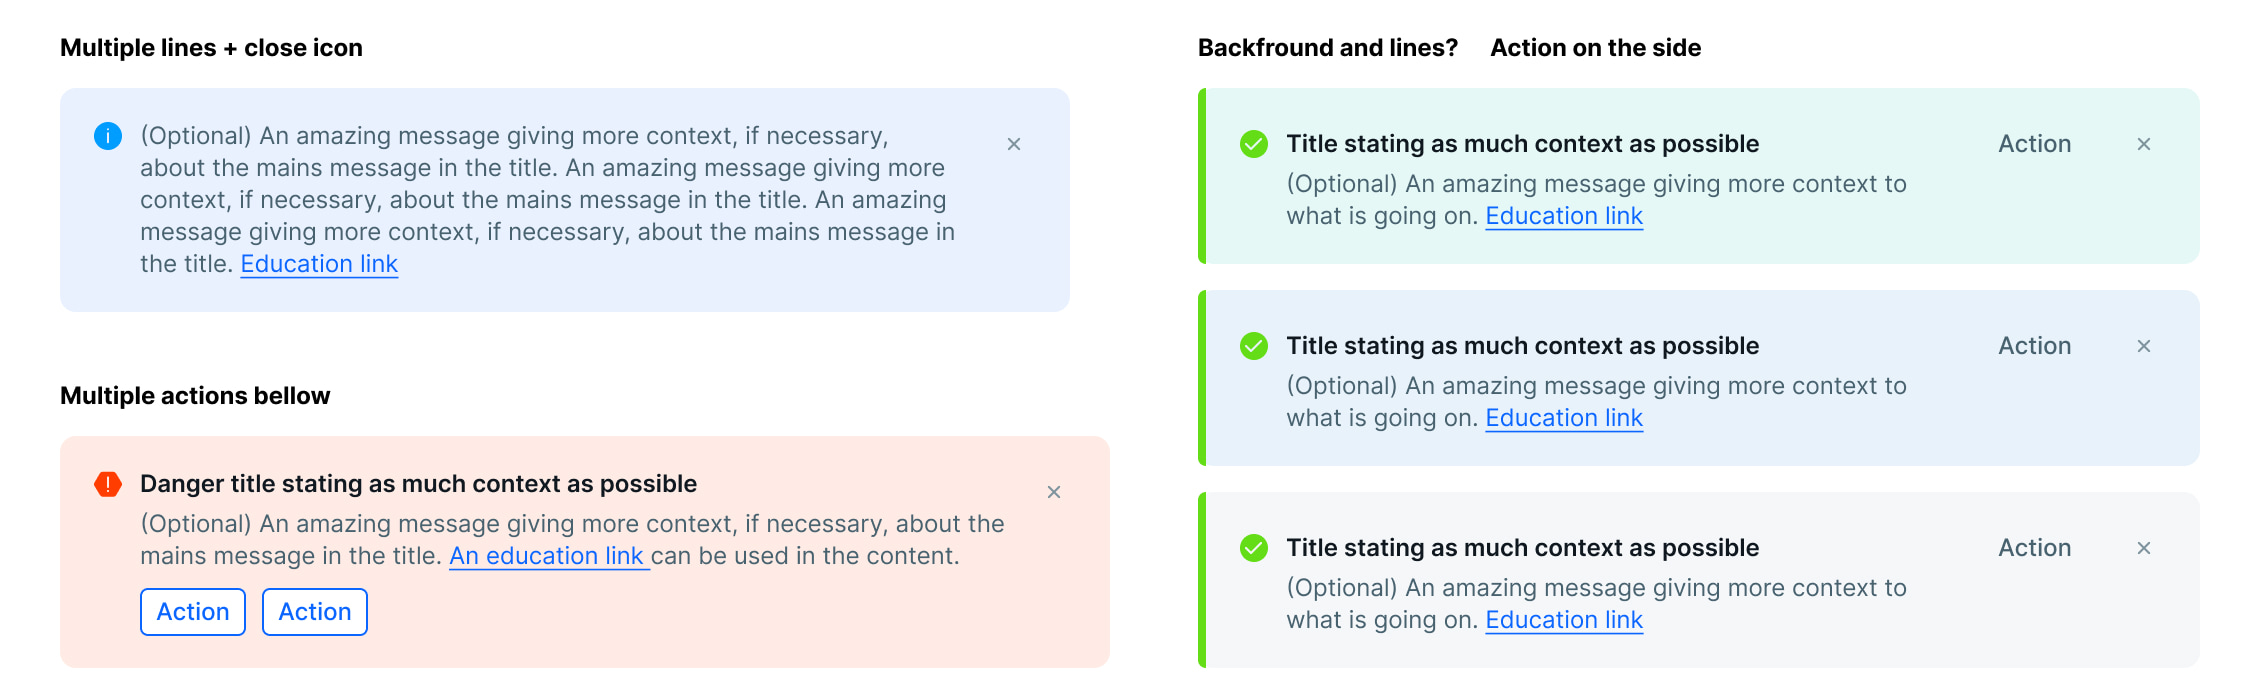 Multiple lines + close icon
(Optional) An amazing message giving more context, if necessary,
about the mains message in the title. An amazing message giving more
context, if necessary, about the mains message in the title. An amazing
message giving more context, if necessary, about the mains message in
the title. Education link
Multiple actions bellow
Danger title stating as much context as possible
(Optional) An amazing message giving more context, if necessary, about the
mains message in the title. An education link can be used in the content.
Action Action
Backfround and lines? Action on the side
Title stating as much context as possible Action
(Optional) An amazing message giving more context to
what is going on. Education link
Title stating as much context as possible Action
(Optional) An amazing message giving more context to
what is going on. Education link
Title stating as much context as possible Action
(Optional) An amazing message giving more context to
what is going on. Education link